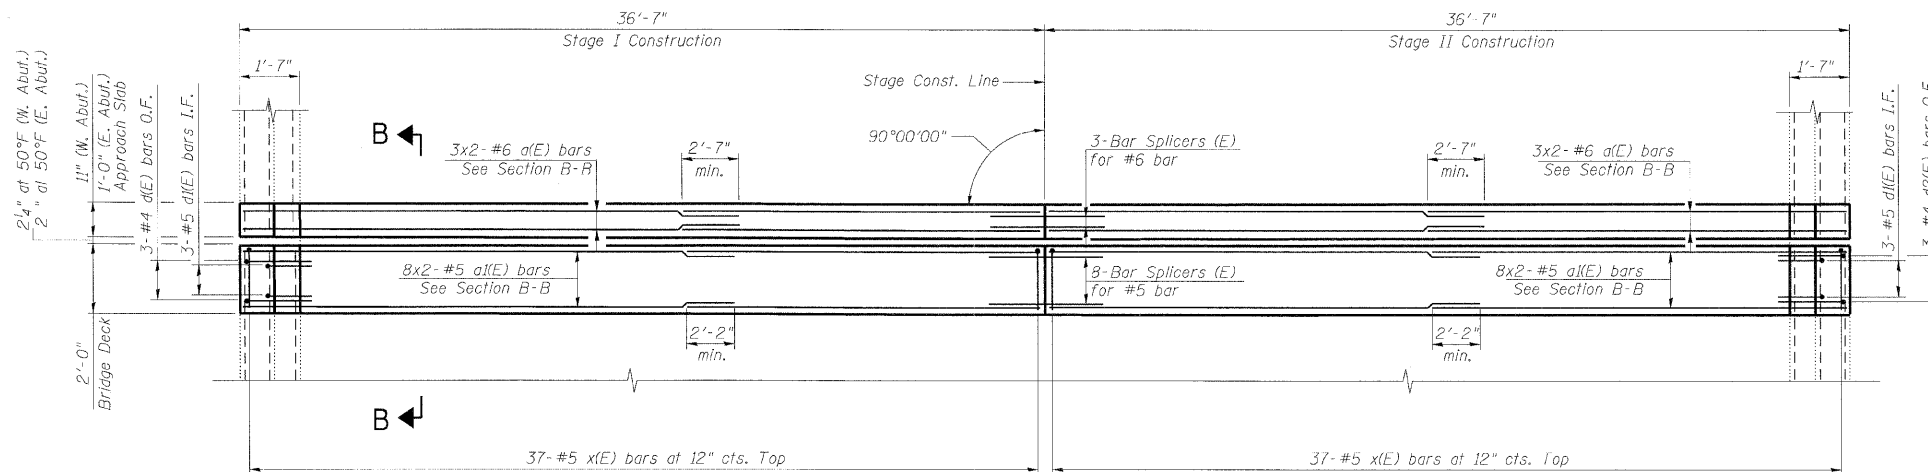 36'-7"
Stage I Construction
36'-7"
Stage II Construction
1'-7"
1'-7"
Stage Const. Line
90°00'00"
2¼" at 50°F (W. Abut.)
2 " at 50°F (E. Abut.)
11" (W. Abut.)
1'-0" (E. Abut.)
Approach Slab
3-#4 d(E) bars O.F.
3-#5 d1(E) bars I.F.
B
3x2-#6 a(E) bars
See Section B-B
2'-7"
min.
3-Bar Splicers (E)
for #6 bar
2'-7"
min.
3x2-#6 a(E) bars
See Section B-B
3-#5 d1(E) bars I.F.
3-#4 d2(E) bars O.F.
8x2-#5 a1(E) bars
See Section B-B
8-Bar Splicers (E)
for #5 bar
8x2-#5 a1(E) bars
See Section B-B
2'-0"
Bridge Deck
2'-2"
min.
2'-2"
min.
B
37-#5 x(E) bars at 12" cts. Top
37-#5 x(E) bars at 12" cts. Top